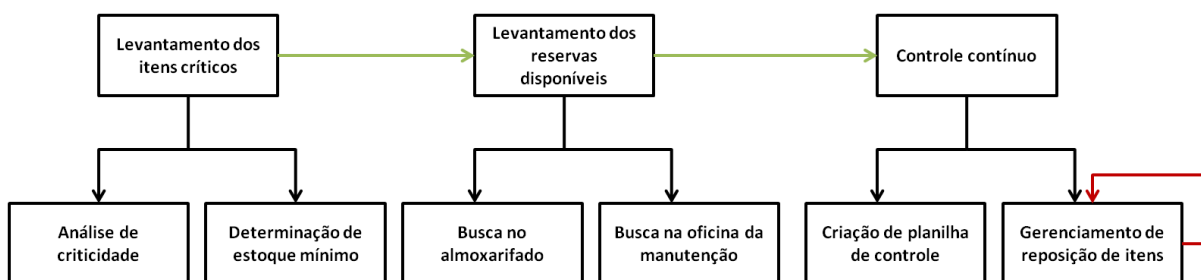 Levantamento dos
itens críticos
Levantamento dos
reservas
disponíveis
Controle contínuo
Análise de
criticidade
Determinação de
estoque mínimo
Busca no
almoxarifado
Busca na oficina da
manutenção
Criação de planilha
de controle
Gerenciamento de
reposição de itens